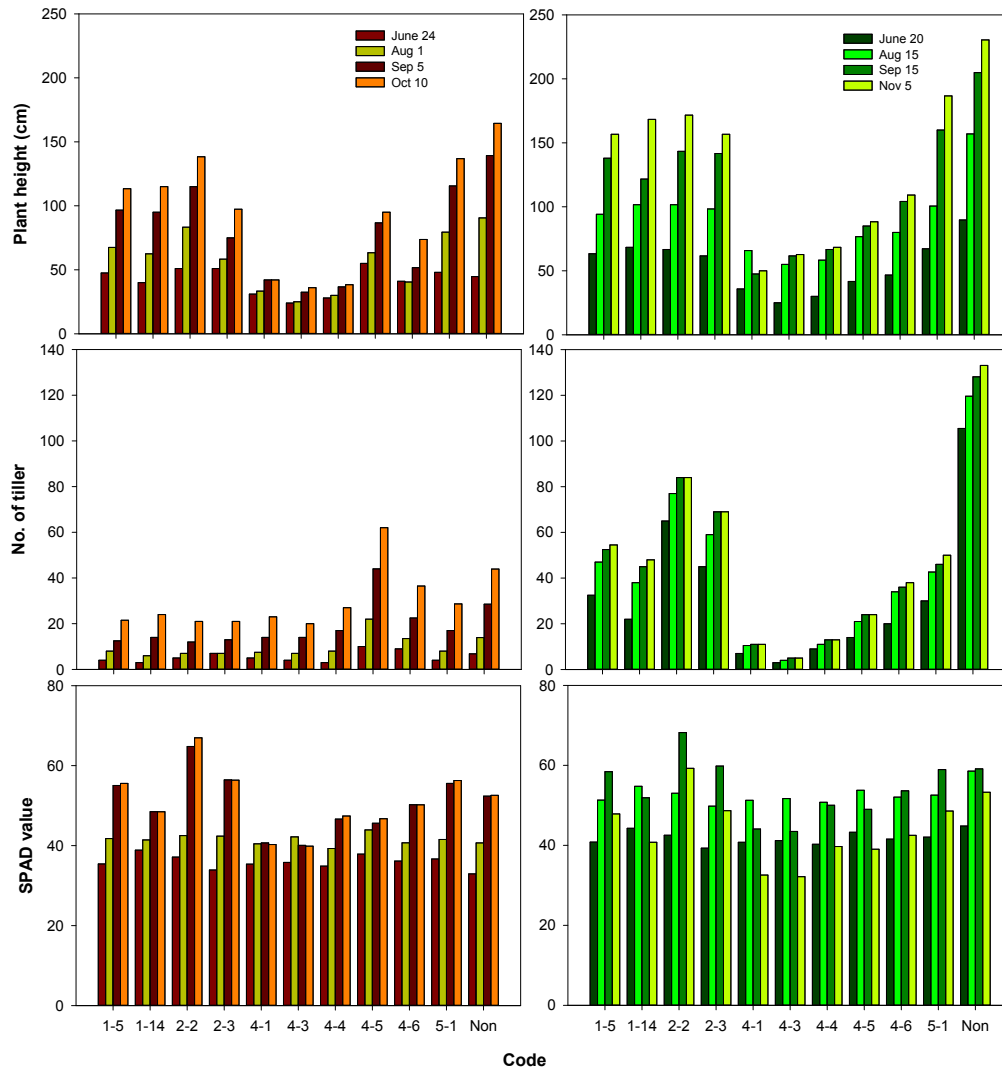 250
200
150
100
50
0
Plant height (cm)
June 24
Aug 1
Sep 5
Oct 10
250
200
150
100
50
0
June 20
Aug 15
Sep 15
Nov 5
140
120
100
80
60
40
20
0
No. of tiller
140
120
100
80
60
40
20
0
80
60
40
20
0
SPAD value
80
60
40
20
0
1-5 1-14 2-2 2-3 4-1 4-3 4-4 4-5 4-6 5-1 Non
1-5 1-14 2-2 2-3 4-1 4-3 4-4 4-5 4-6 5-1 Non
Code